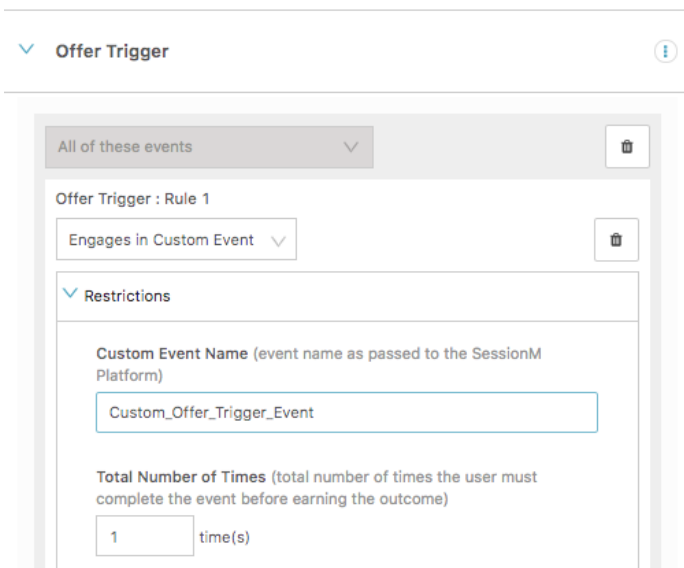 Offer Trigger
All of these events
Offer Trigger : Rule 1
Engages in Custom Event
Restrictions
Custom Event Name (event name as passed to the SessionM
Platform)
Custom_Offer_Trigger_Event
Total Number of Times (total number of times the user must
complete the event before earning the outcome)
1 time(s)